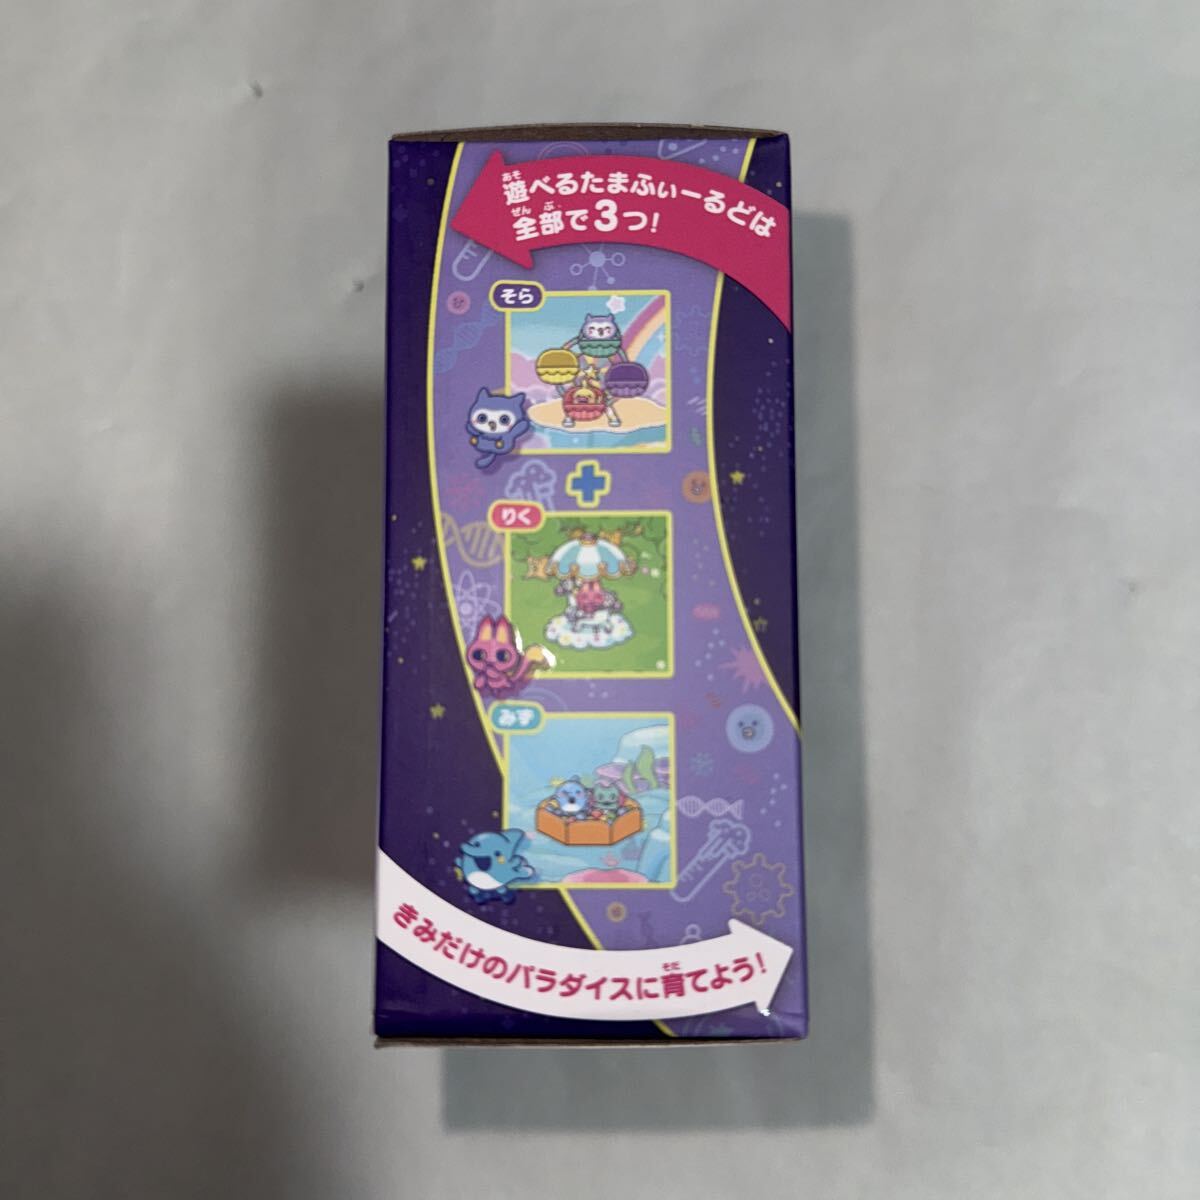 遊べるたまふぃーるどは
全部で3つ!
そら
りく
みず
きみだけのパラダイスに育てよう!